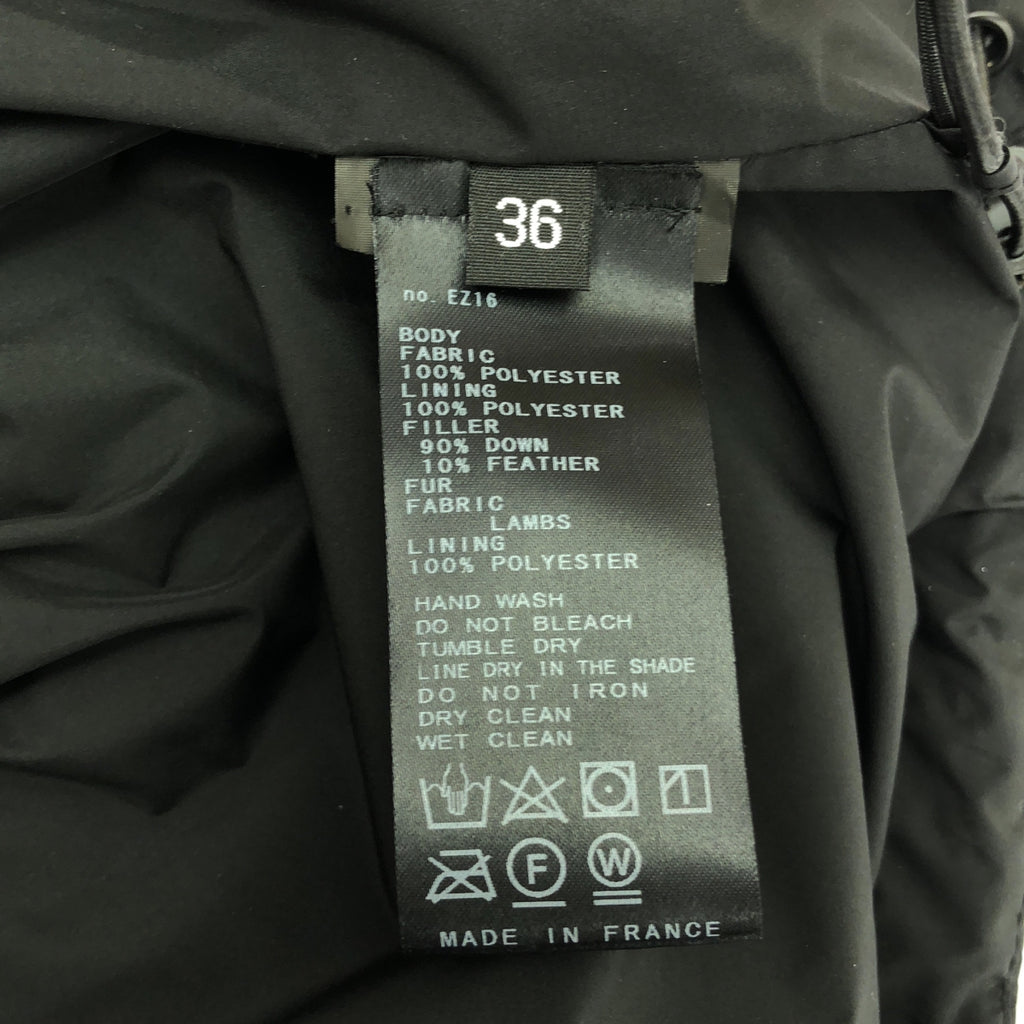 36
no. EZ16
BODY
FABRIC
100% POLYESTER
LINING
100% POLYESTER
FILLER
90% DOWN
10% FEATHER
FUR
FABRIC
LAMBS
LINING
100% POLYESTER
HAND WASH
DO NOT BLEACH
TUMBLE DRY
LINE DRY IN THE SHADE
DO NOT IRON
DRY CLEAN
WET CLEAN
F W
MADE IN FRANCE